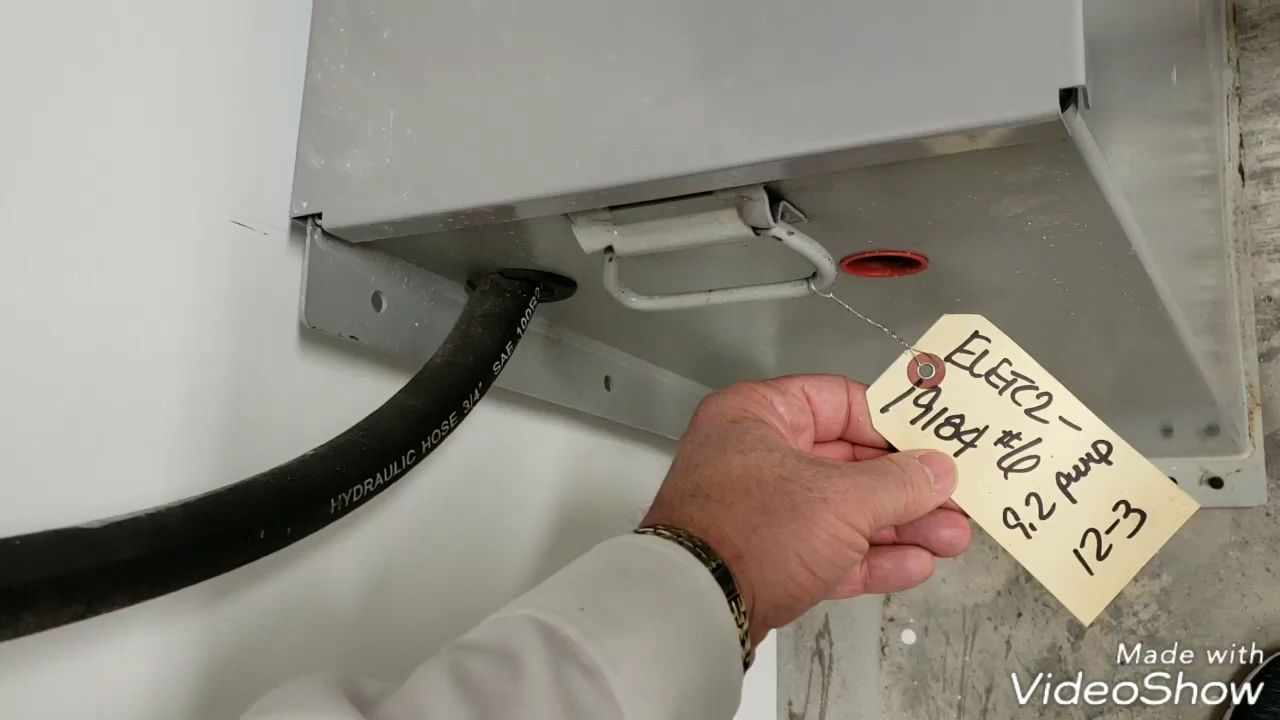 HYDRAULIC HOSE 3/4" SAE 100R2
ELETC2-
19184 #6
9.2 pump
12-3
Made with
VideoShow